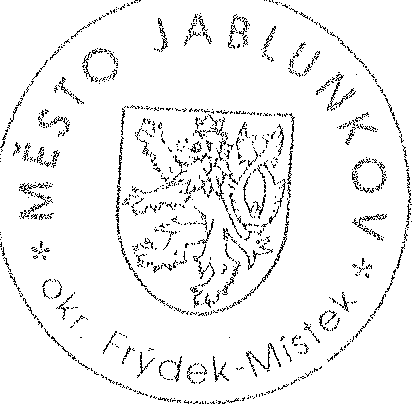 MĚSTO JABLUNKOV
* okr. Frýdek-Místek *